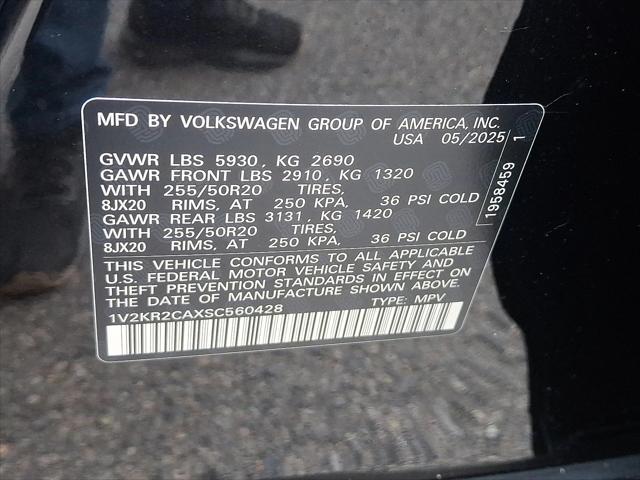 MFD BY VOLKSWAGEN GROUP OF AMERICA, INC.
USA 05/2025
GVWR LBS 5930, KG 2690
GAWR FRONT LBS 2910, KG 1320
WITH 255/50R20 TIRES,
8JX20 RIMS, AT 250 KPA, 36 PSI COLD
GAWR REAR LBS 3131, KG 1420
WITH 255/50R20 TIRES,
8JX20 RIMS, AT 250 KPA, 36 PSI COLD
THIS VEHICLE CONFORMS TO ALL APPLICABLE
U.S. FEDERAL MOTOR VEHICLE SAFETY AND
THEFT PREVENTION STANDARDS IN EFFECT ON
THE DATE OF MANUFACTURE SHOWN ABOVE.
1V2KR2CAXSC560428 TYPE: MPV
1958459 1